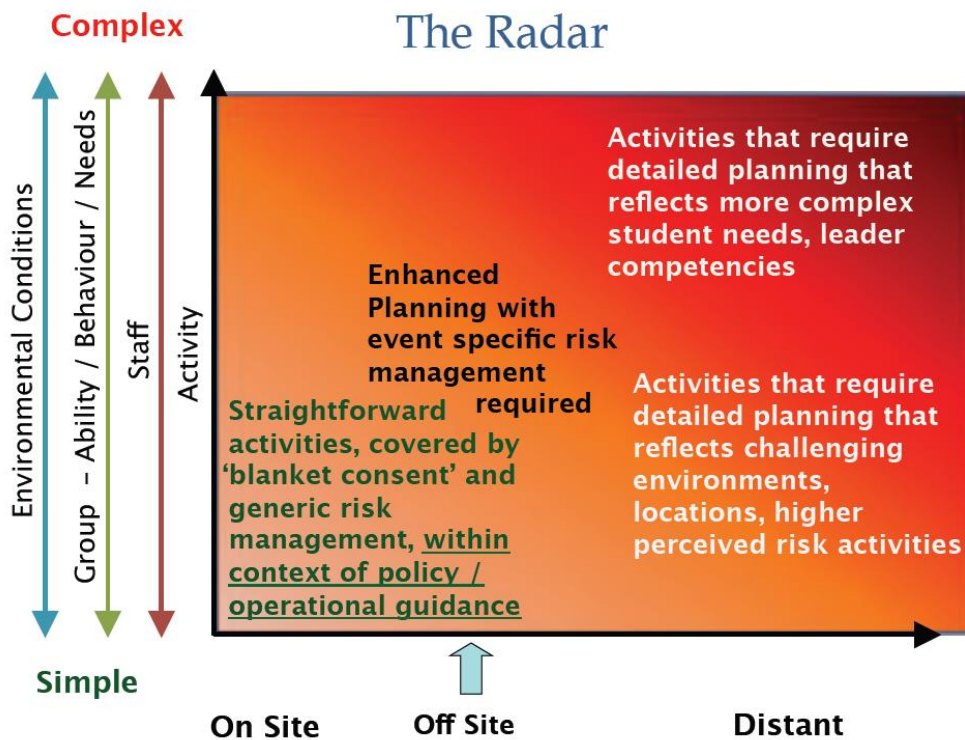 Complex
The Radar
Environmental Conditions
Group – Ability / Behaviour / Needs
Staff
Activity
Activities that require
detailed planning that
reflects more complex
student needs, leader
competencies
Enhanced
Planning with
event specific risk
management
required
Activities that require
detailed planning that
reflects challenging
environments,
locations, higher
perceived risk activities
Straightforward
activities, covered by
‘blanket consent’ and
generic risk
management, within
context of policy /
operational guidance
Simple
On Site
Off Site
Distant